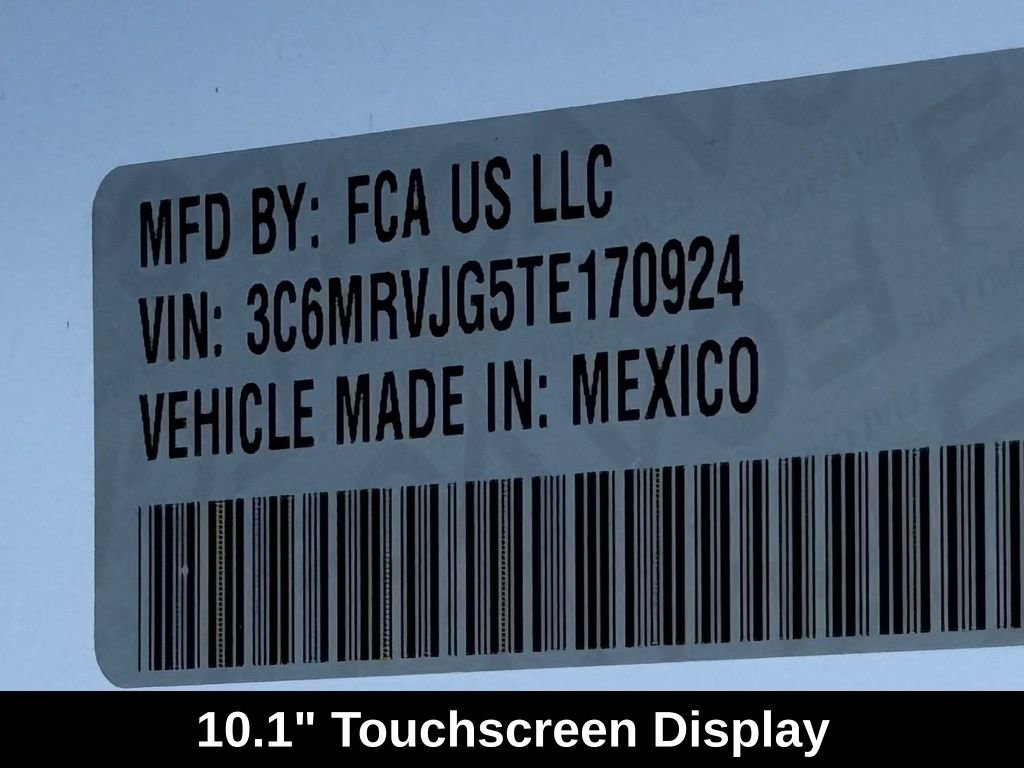 MFD BY: FCA US LLC
VIN: 3C6MRVJG5TE170924
VEHICLE MADE IN: MEXICO
10.1" Touchscreen Display